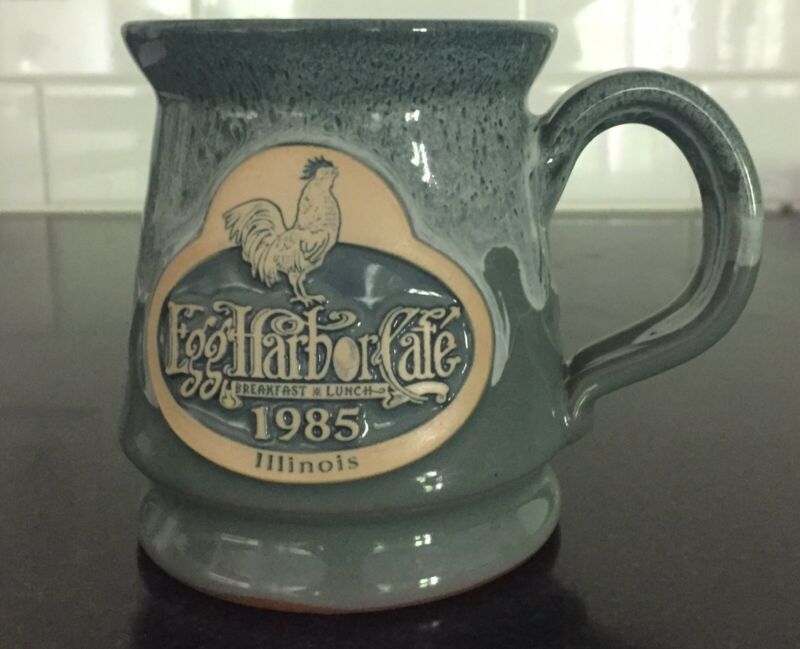 Egg Harbor Café
BREAKFAST LUNCH
1985
Illinois